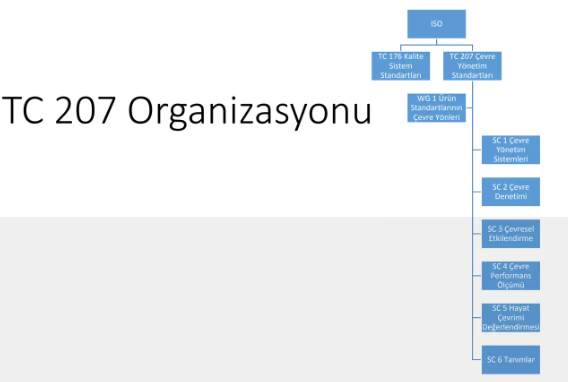 ISO
TC 176 Kalite
Sistem
Standartları
TC 207 Çevre
Yönetim
Standartları
TC 207 Organizasyonu
WG 1 Ürün
Standartlarının
Çevre Yönleri
SC 1 Çevre
Yönetim
Sistemleri
SC 2 Çevre
Denetimi
SC 3 Çevresel
Etkilendirme
SC 4 Çevre
Performans
Ölçümü
SC 5 Hayat
Çevrimi
Değerlendirmesi
SC 6 Tanımlar